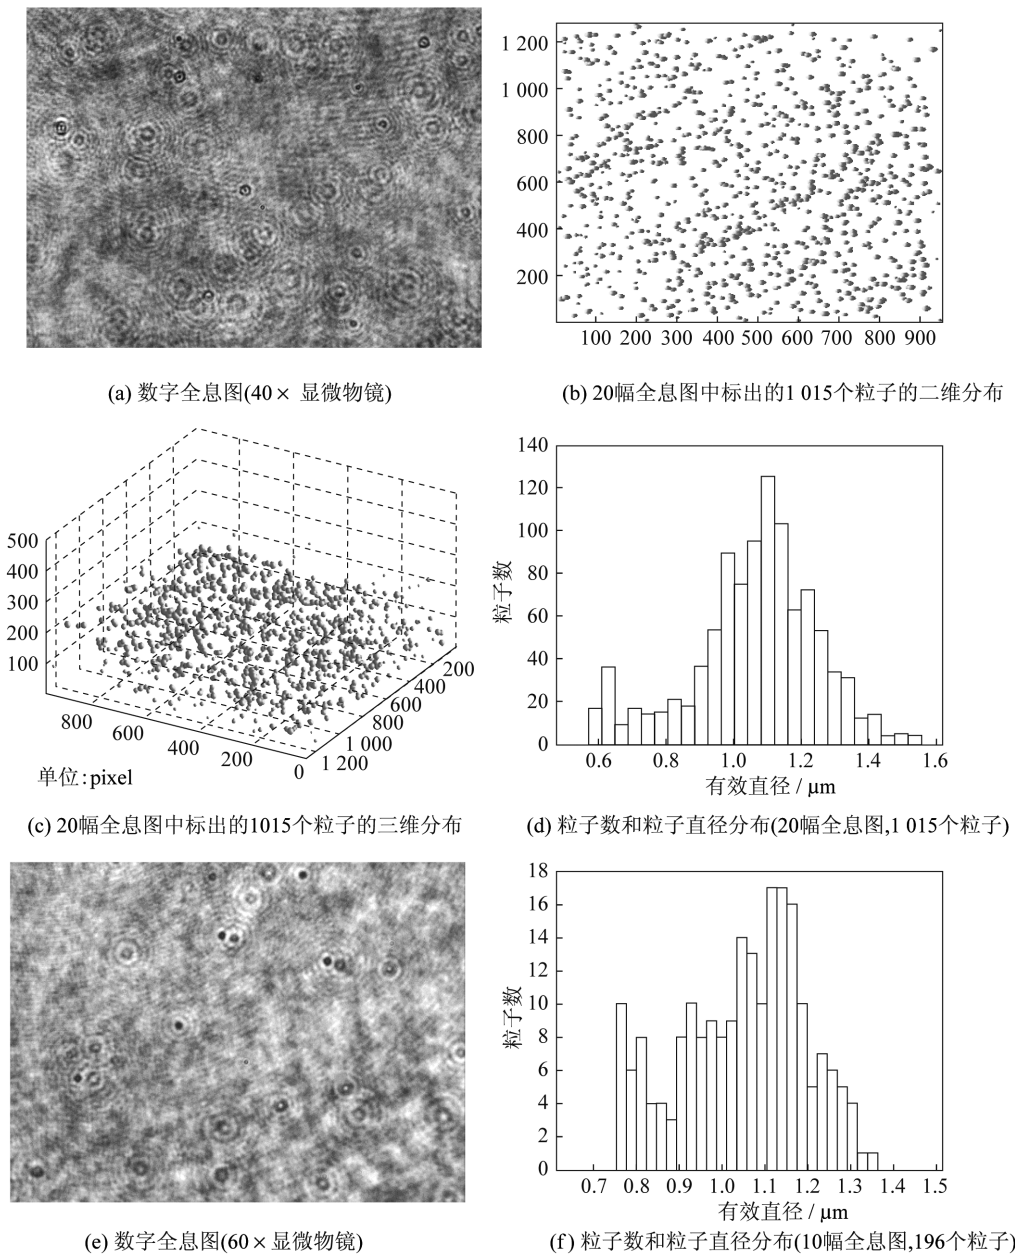 (a) 数字全息图(40× 显微物镜)
1 200
1 000
800
600
400
200
100 200 300 400 500 600 700 800 900
(b) 20幅全息图中标出的1 015个粒子的二维分布
500
400
300
200
100
800
600
400
200
0
1 200
1 000
800
600
400
200
单位:pixel
(c) 20幅全息图中标出的1015个粒子的三维分布
140
120
100
80
60
40
20
0
粒子数
0.6 0.8 1.0 1.2 1.4 1.6
有效直径 / μm
(d) 粒子数和粒子直径分布(20幅全息图,1 015个粒子)
(e) 数字全息图(60×显微物镜)
18
16
14
12
10
8
6
4
2
0
粒子数
0.7 0.8 0.9 1.0 1.1 1.2 1.3 1.4 1.5
有效直径 / μm
(f) 粒子数和粒子直径分布(10幅全息图,196个粒子)